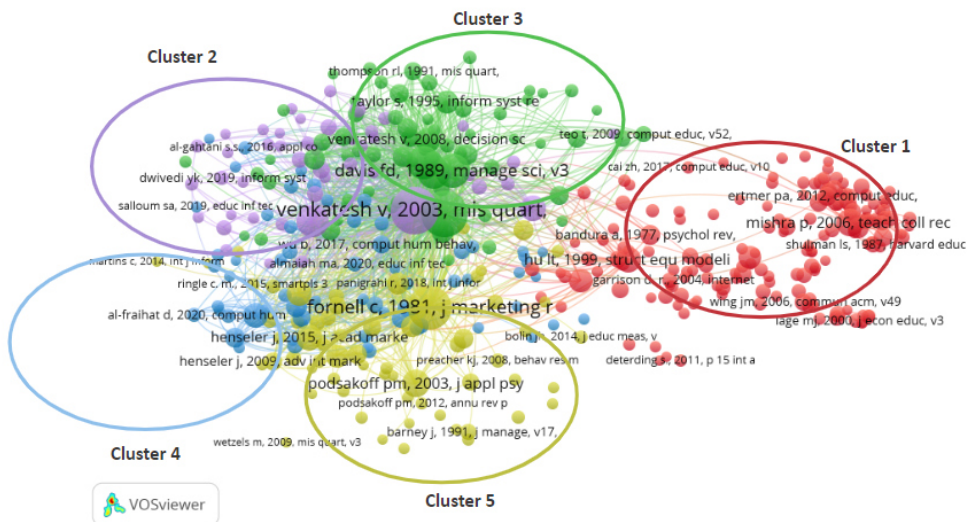 Cluster 3
Cluster 2
thompson rl, 1991, mis quart,
taylor s, 1995, inform syst re
venkatesh v, 2008, decision sc
teo t, 2009, comput educ, v52,
Cluster 1
al-gahtani s.s., 2016, appl co
davis fd, 1989, manage sci, v3
cai zh, 2017, comput educ, v10
dwivedi yk, 2019, inform syst
ertmer pa, 2012, comput educ,
salloum sa, 2019, educ inf tec
venkatesh v, 2003, mis quart,
mishra p, 2006, teach coll rec
bandura a, 1977, psychol rev,
wu b, 2017, comput hum behav,
shulman ls, 1987, harvard educ
martins c, 2014, int j inform
almaiah ma, 2020, educ inf tec
hu lt, 1999, struct equ modeli
ringle c. m., 2015, smartpls 3
panigrahi r, 2018, int j infor
garrison d. r., 2004, internet
al-fraihat d, 2020, comput hum
fornell c, 1981, j marketing r
wing jm, 2006, commun acm, v49
lage mj, 2000, j econ educ, v3
henseler j, 2015, j acad marke
bolin jh, 2014, j educ meas, v
henseler j, 2009, adv int mark
preacher kj, 2008, behav res m
deterding s., 2011, p 15 int a
podsakoff pm, 2003, j appl psy
podsakoff pm, 2012, annu rev p
barney j, 1991, j manage, v17,
wetzels m, 2009, mis quart, v3
Cluster 4
Cluster 5
VOSviewer